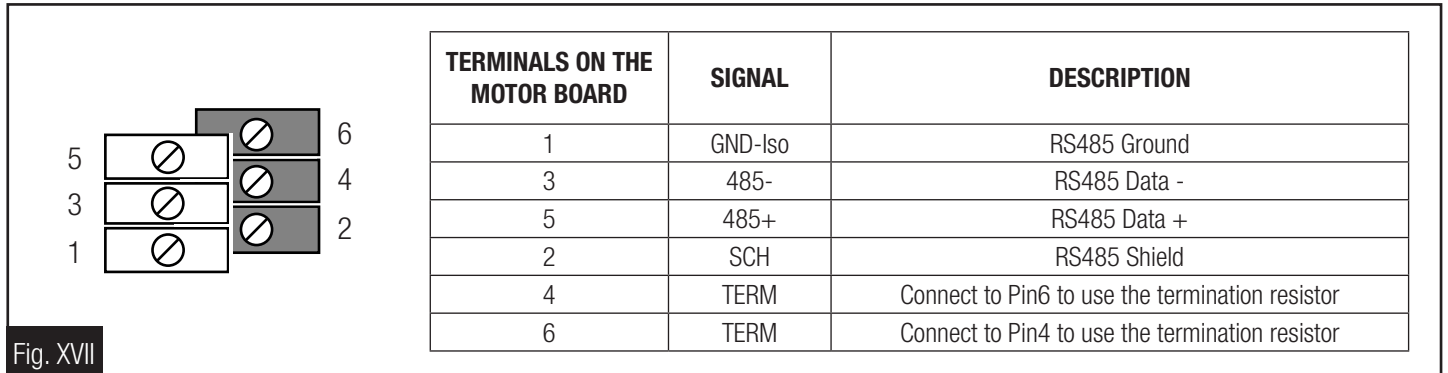 5
3
1
6
4
2
Fig. XVII
TERMINALS ON THE
MOTOR BOARD
SIGNAL
DESCRIPTION
1 GND-Iso RS485 Ground
3 485- RS485 Data -
5 485+ RS485 Data +
2 SCH RS485 Shield
4 TERM Connect to Pin6 to use the termination resistor
6 TERM Connect to Pin4 to use the termination resistor